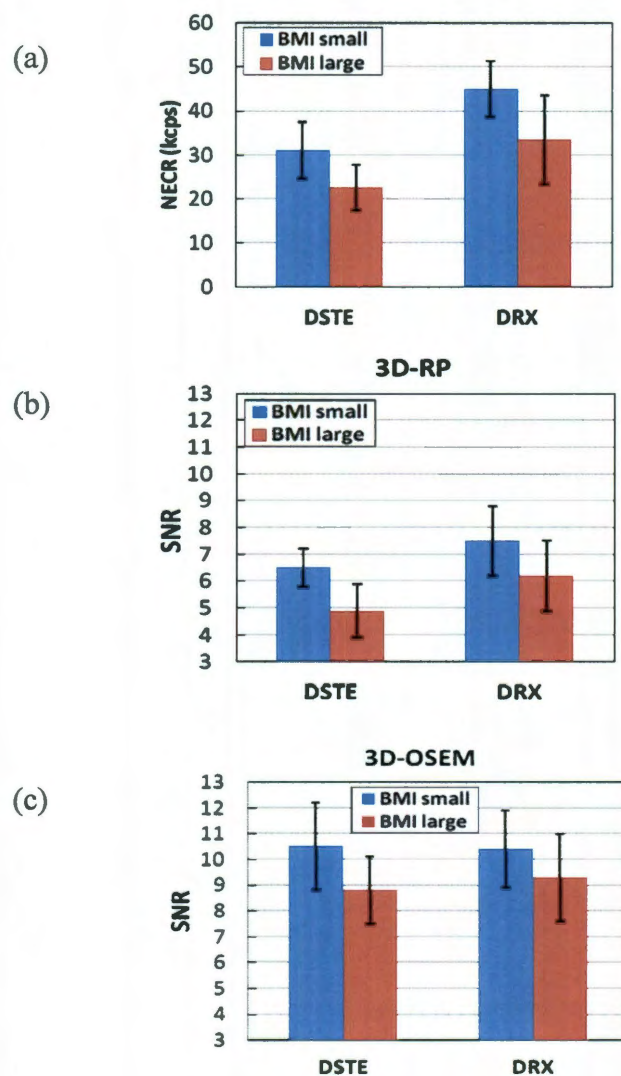 (a)
BMI small
BMI large
60
50
40
30
20
10
0
NECR (kcps)
DSTE DRX
(b)
3D-RP
BMI small
BMI large
13
12
11
10
9
8
7
6
5
4
3
SNR
DSTE DRX
(c)
3D-OSEM
BMI small
BMI large
13
12
11
10
9
8
7
6
5
4
3
SNR
DSTE DRX